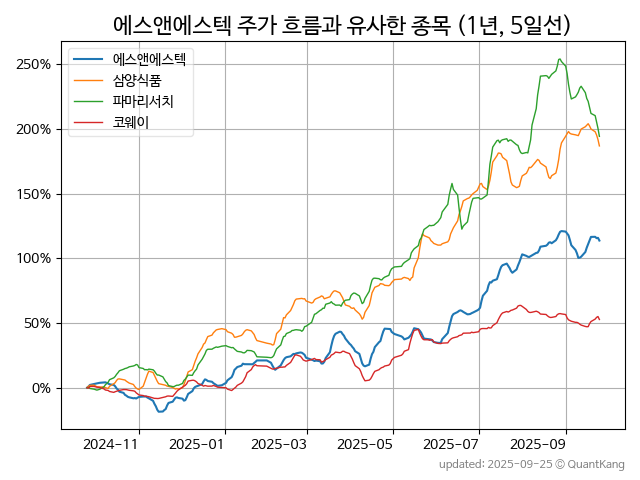 에스앤에스텍 주가 흐름과 유사한 종목 (1년, 5일선)
에스앤에스텍
삼양식품
파마리서치
코웨이
250%
200%
150%
100%
50%
0%
2024-11 2025-01 2025-03 2025-05 2025-07 2025-09
updated: 2025-09-25 © QuantKang